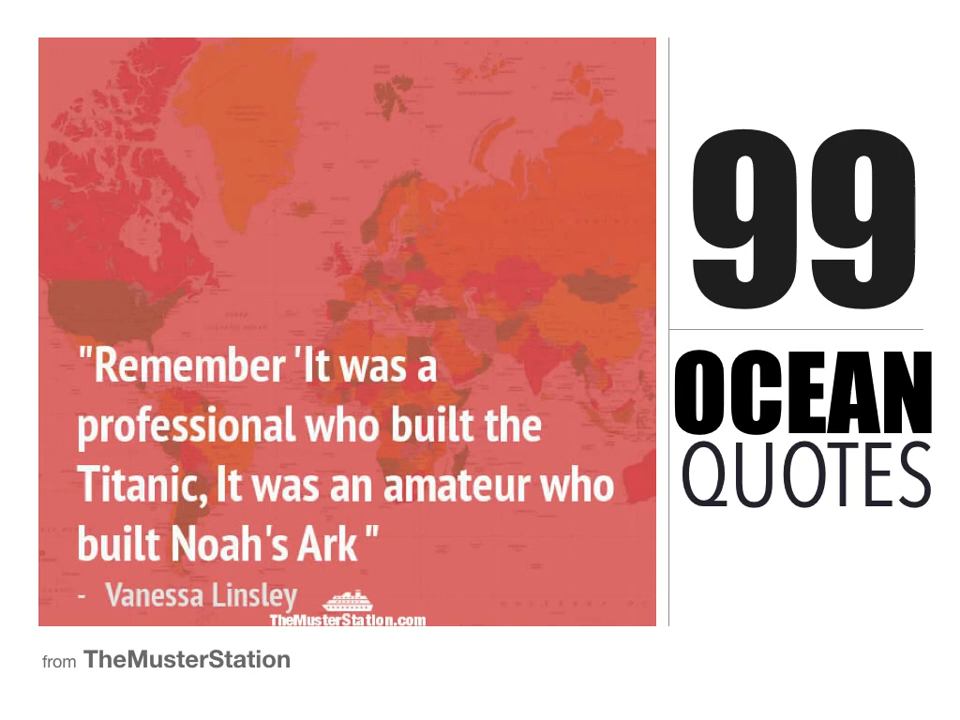 "Remember 'It was a
professional who built the
Titanic, It was an amateur who
built Noah's Ark "
- Vanessa Linsley
TheMusterStation.com
99
OCEAN
QUOTES
from TheMusterStation